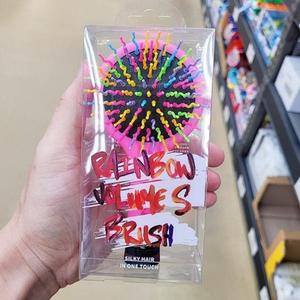 RAINBOW
VOLUME S
BRUSH
SILKY HAIR
IN ONE TOUCH